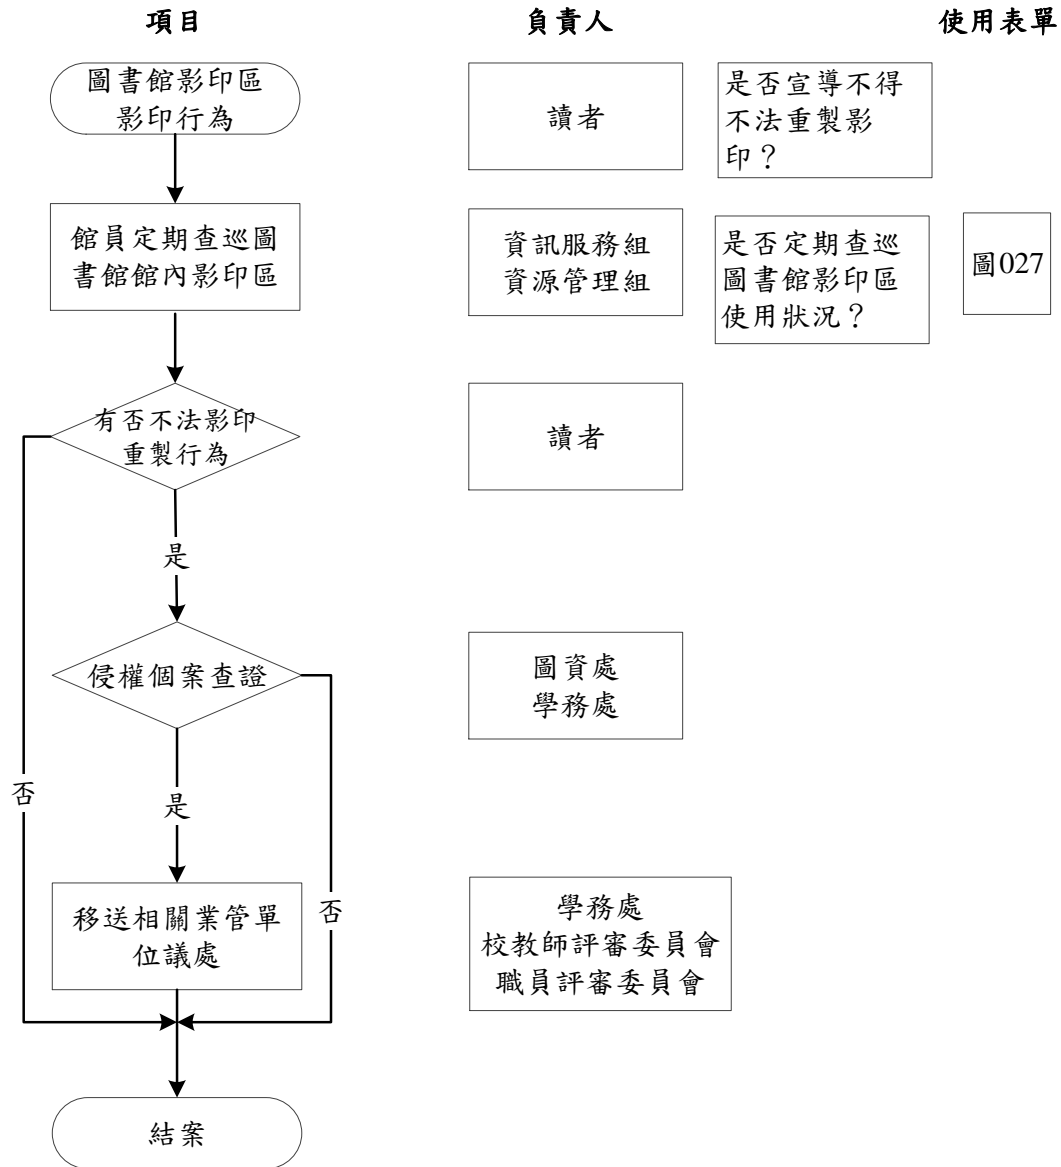 項目
負責人
使用表單
圖書館影印區
影印行為
讀者
是否宣導不得
不法重製影
印？
館員定期查巡圖
書館館內影印區
資訊服務組
資源管理組
是否定期查巡
圖書館影印區
使用狀況？
圖027
有否不法影印
重製行為
讀者
是
侵權個案查證
圖資處
學務處
否
是
移送相關業管單
位議處
否
學務處
校教師評審委員會
職員評審委員會
結案